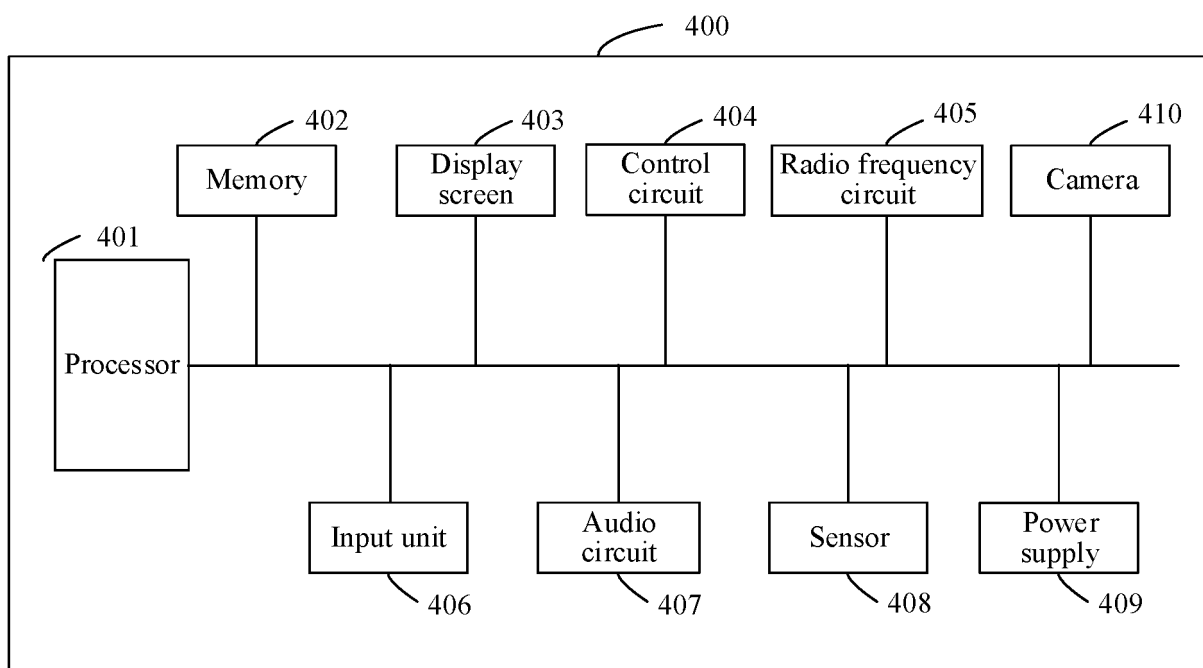 400
402
403
404
405
410
Memory
Display
screen
Control
circuit
Radio frequency
circuit
Camera
401
Processor
Input unit
Audio
circuit
Sensor
Power
supply
406
407
408
409